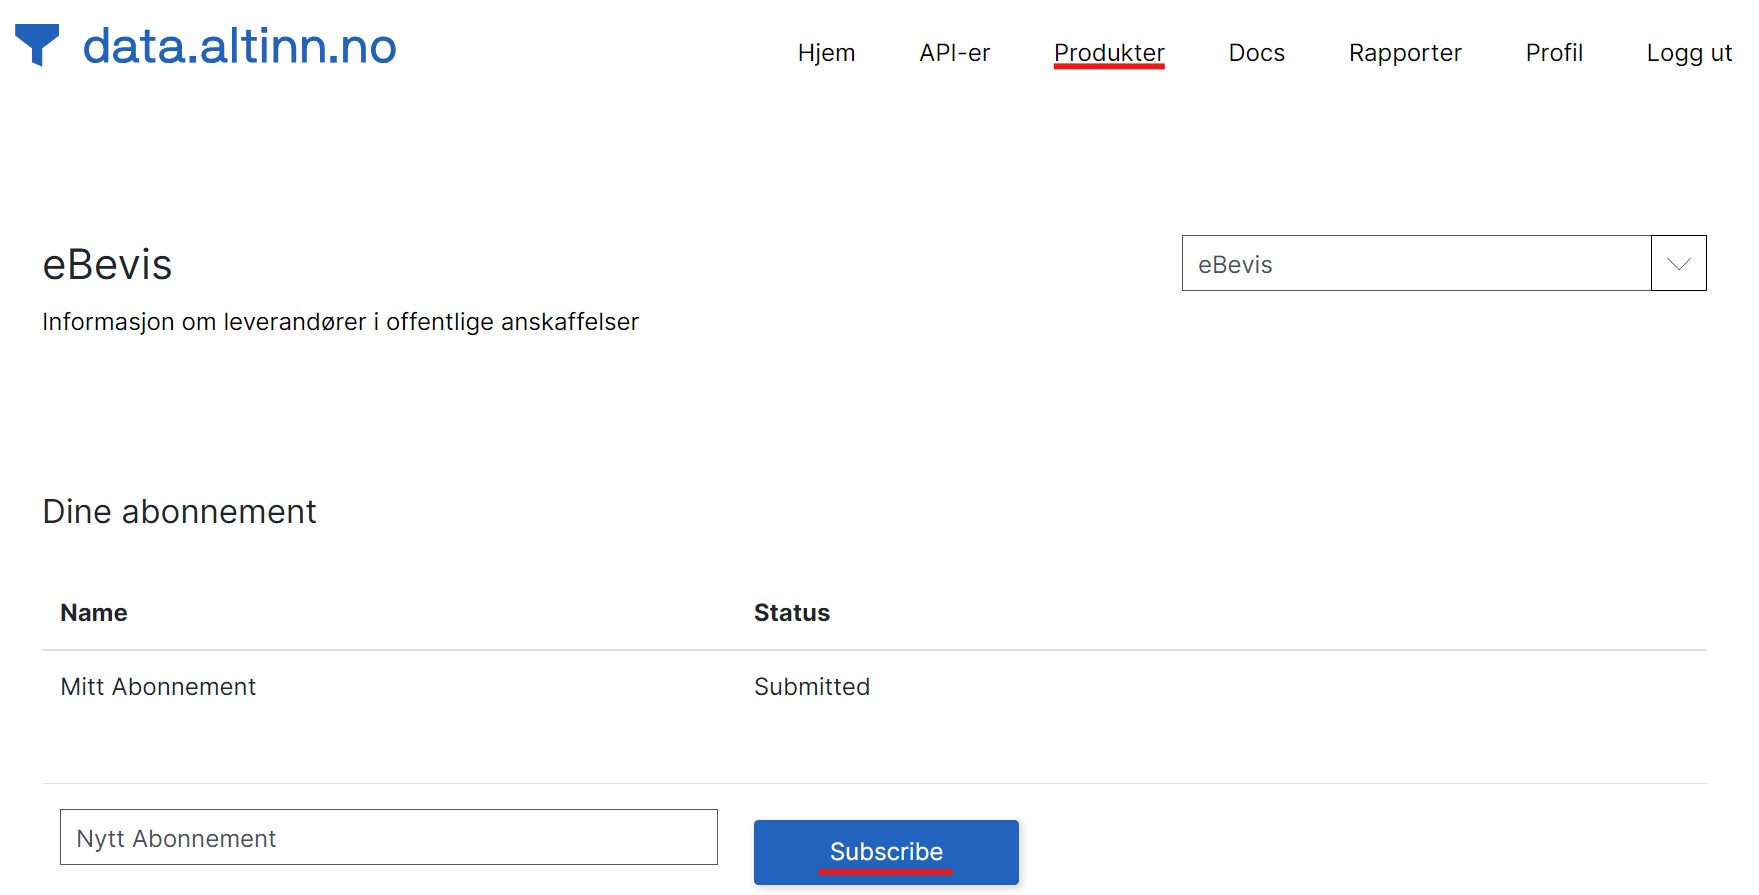 data.altinn.no
Hjem API-er Produkter Docs Rapporter Profil Logg ut
eBevis
eBevis
Informasjon om leverandører i offentlige anskaffelser
Dine abonnement
Name Status
Mitt Abonnement Submitted
Nytt Abonnement
Subscribe